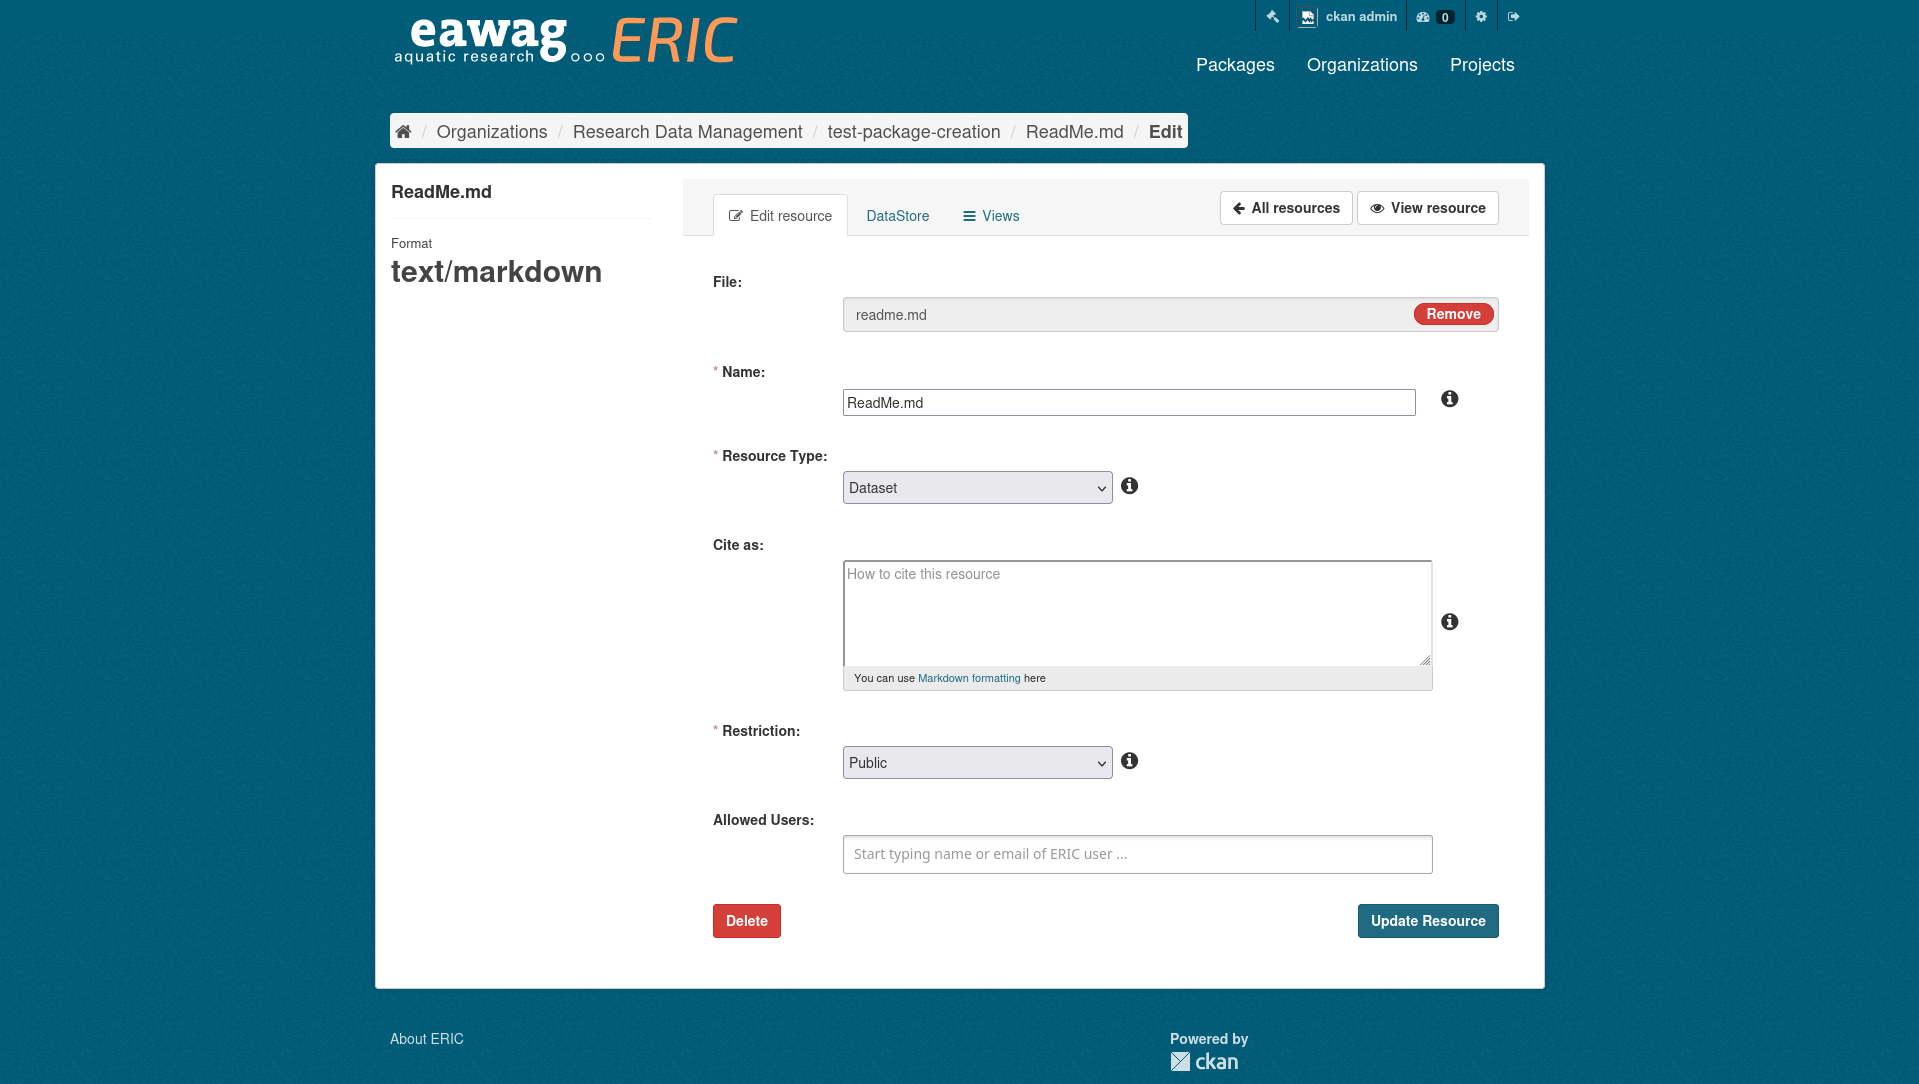 eawag
aquatic research
ERIC
ckan admin
0
Packages
Organizations
Projects
/ Organizations / Research Data Management / test-package-creation / ReadMe.md / Edit
ReadMe.md
Format
text/markdown
Edit resource
DataStore
Views
All resources
View resource
File:
readme.md
Remove
* Name:
ReadMe.md
* Resource Type:
Dataset
Cite as:
How to cite this resource
You can use Markdown formatting here
* Restriction:
Public
Allowed Users:
Start typing name or email of ERIC user ...
Delete
Update Resource
About ERIC
Powered by
ckan